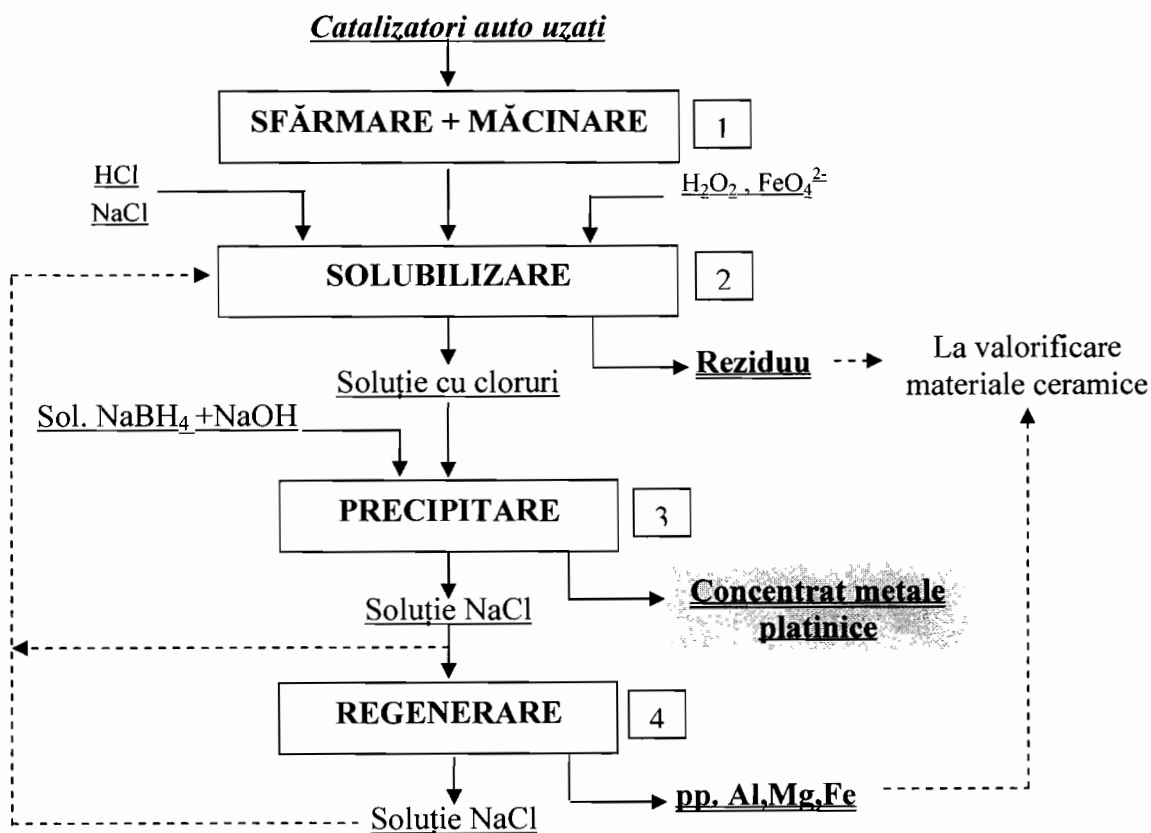 Catalizatori auto uzați
SFĂRMARE + MĂCINARE
1
HCl
NaCl
H₂O₂ , FeO₄²⁻
SOLUBILIZARE
2
Soluție cu cloruri
Reziduu
La valorificare
materiale ceramice
Sol. NaBH₄ +NaOH
PRECIPITARE
3
Soluție NaCl
Concentrat metale
platinice
REGENERARE
4
Soluție NaCl
pp. Al,Mg,Fe